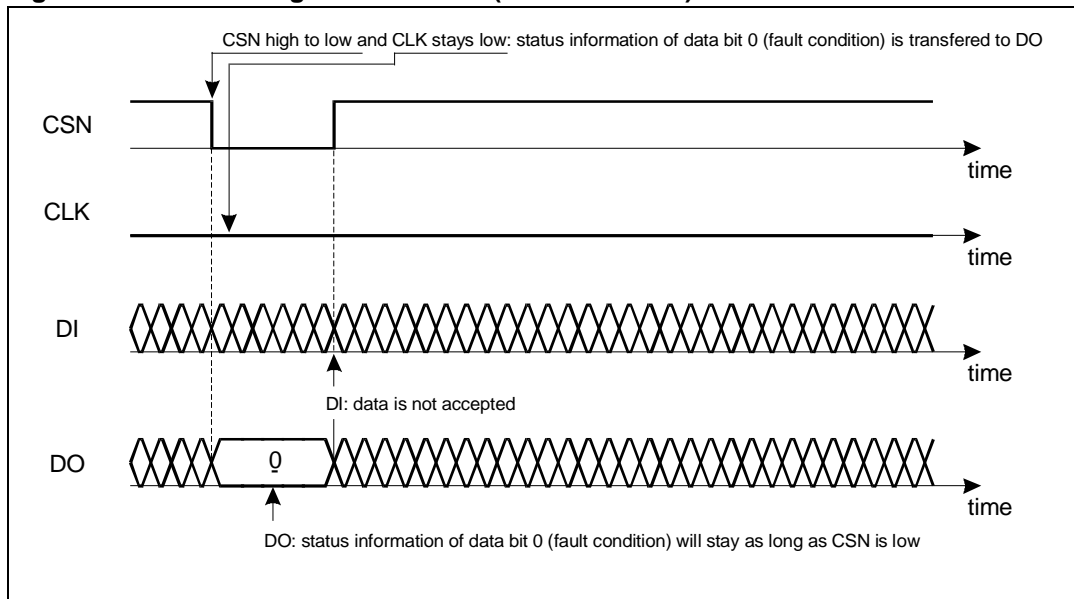 CSN high to low and CLK stays low: status information of data bit 0 (fault condition) is transfered to DO
CSN
time
CLK
time
DI
time
DI: data is not accepted
DO
0
time
DO: status information of data bit 0 (fault condition) will stay as long as CSN is low